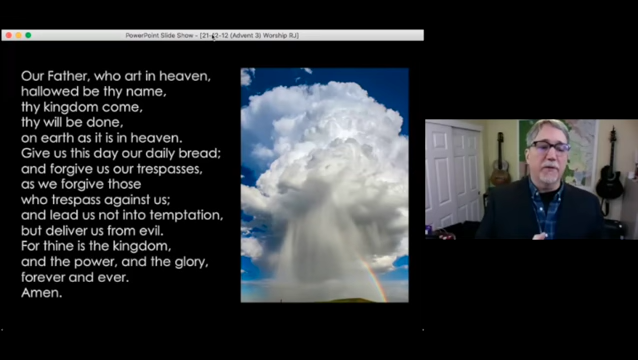 PowerPoint Slide Show - [21-12-12 (Advent 3) Worship RJ]
Our Father, who art in heaven,
hallowed be thy name,
thy kingdom come,
thy will be done,
on earth as it is in heaven.
Give us this day our daily bread;
and forgive us our trespasses,
as we forgive those
who trespass against us;
and lead us not into temptation,
but deliver us from evil.
For thine is the kingdom,
and the power, and the glory,
forever and ever.
Amen.